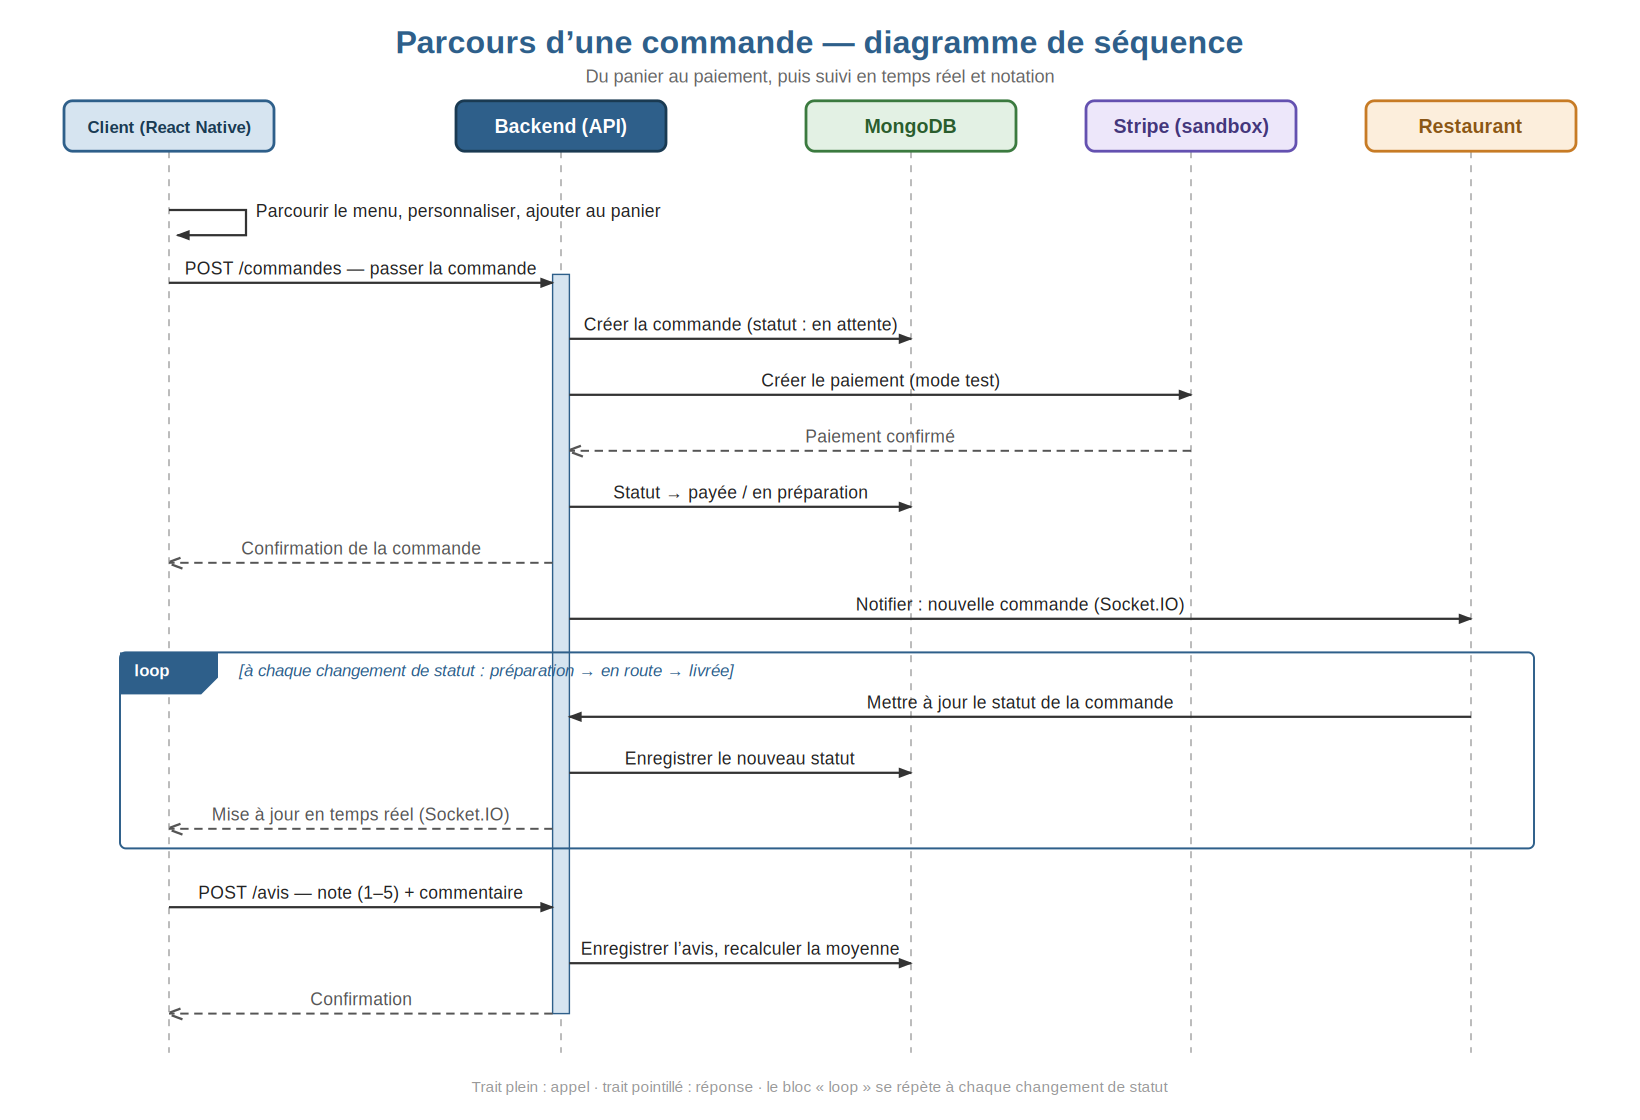 Parcours d’une commande — diagramme de séquence
Du panier au paiement, puis suivi en temps réel et notation
Client (React Native)
Backend (API)
MongoDB
Stripe (sandbox)
Restaurant
Parcourir le menu, personnaliser, ajouter au panier
POST /commandes — passer la commande
Créer la commande (statut : en attente)
Créer le paiement (mode test)
Paiement confirmé
Statut → payée / en préparation
Confirmation de la commande
Notifier : nouvelle commande (Socket.IO)
loop
[à chaque changement de statut : préparation → en route → livrée]
Mettre à jour le statut de la commande
Enregistrer le nouveau statut
Mise à jour en temps réel (Socket.IO)
POST /avis — note (1–5) + commentaire
Enregistrer l’avis, recalculer la moyenne
Confirmation
Trait plein : appel · trait pointillé : réponse · le bloc « loop » se répète à chaque changement de statut